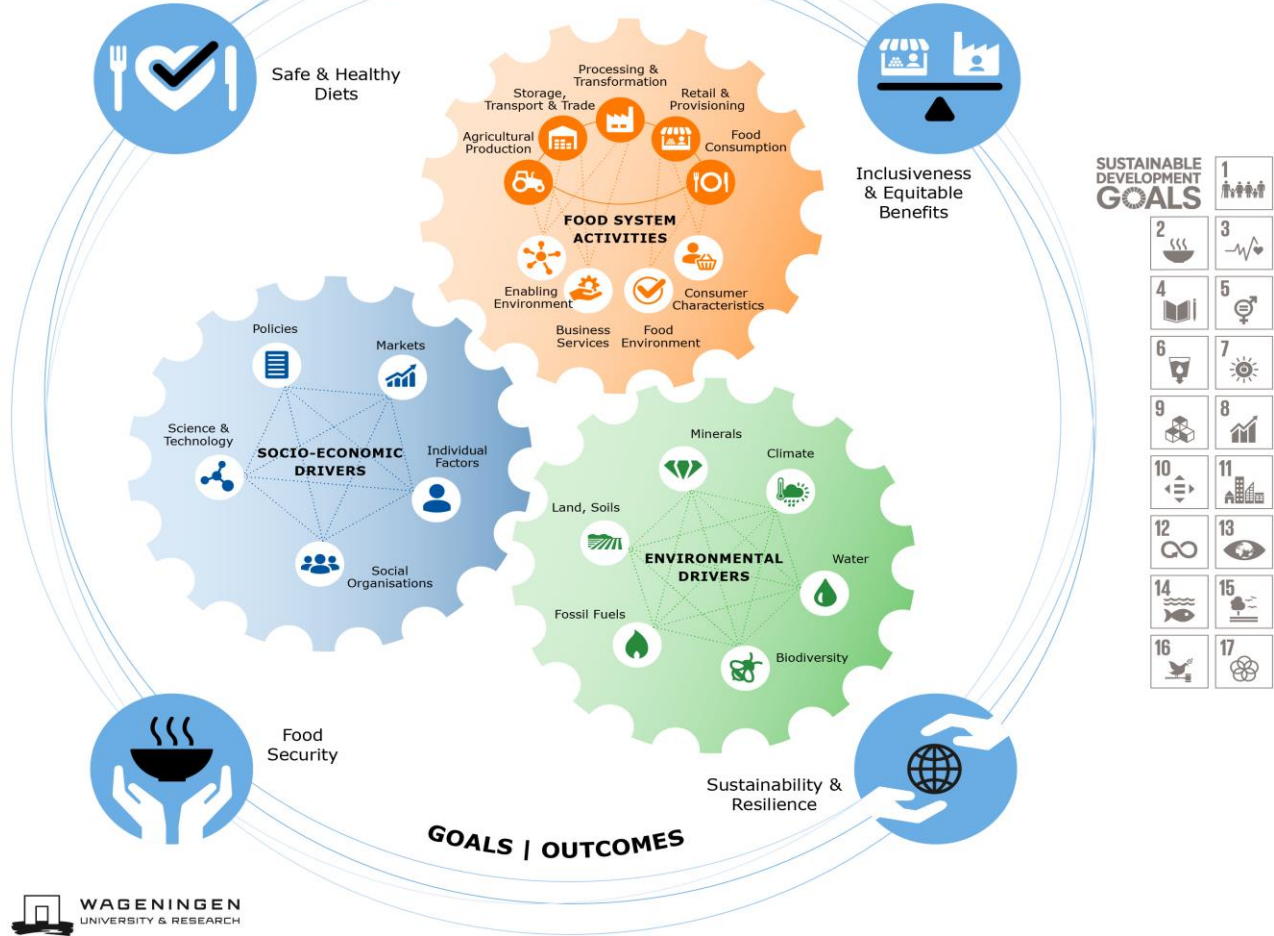 Safe & Healthy
Diets
Processing &
Transformation
Storage,
Transport & Trade
Retail &
Provisioning
Agricultural
Production
Food
Consumption
FOOD SYSTEM
ACTIVITIES
Enabling
Environment
Business
Services
Food
Environment
Consumer
Characteristics
Inclusiveness
& Equitable
Benefits
Policies
Markets
Science &
Technology
SOCIO-ECONOMIC
DRIVERS
Individual
Factors
Social
Organisations
Minerals
Climate
Land, Soils
ENVIRONMENTAL
DRIVERS
Water
Fossil Fuels
Biodiversity
Food
Security
Sustainability &
Resilience
GOALS | OUTCOMES
SUSTAINABLE
DEVELOPMENT
GOALS
1
2
3
4
5
6
7
9
8
10
11
12
13
14
15
16
17
WAGENINGEN
UNIVERSITY & RESEARCH